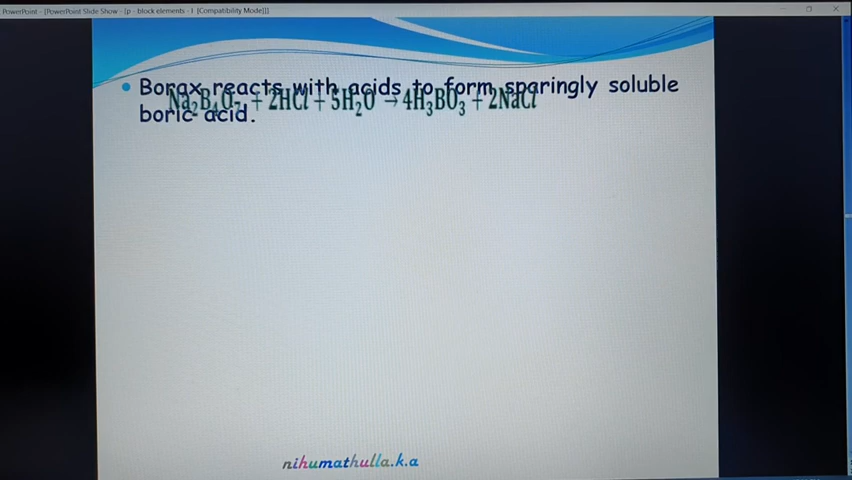 PowerPoint - [PowerPoint Slide Show - [p - block elements - I [Compatibility Mode]]]
• Borax reacts with acids to form sparingly soluble
Na₂B₄O₇ + 2HCl + 5H₂O → 4H₃BO₃ + 2NaCl
boric acid.
nihumathulla.k.a